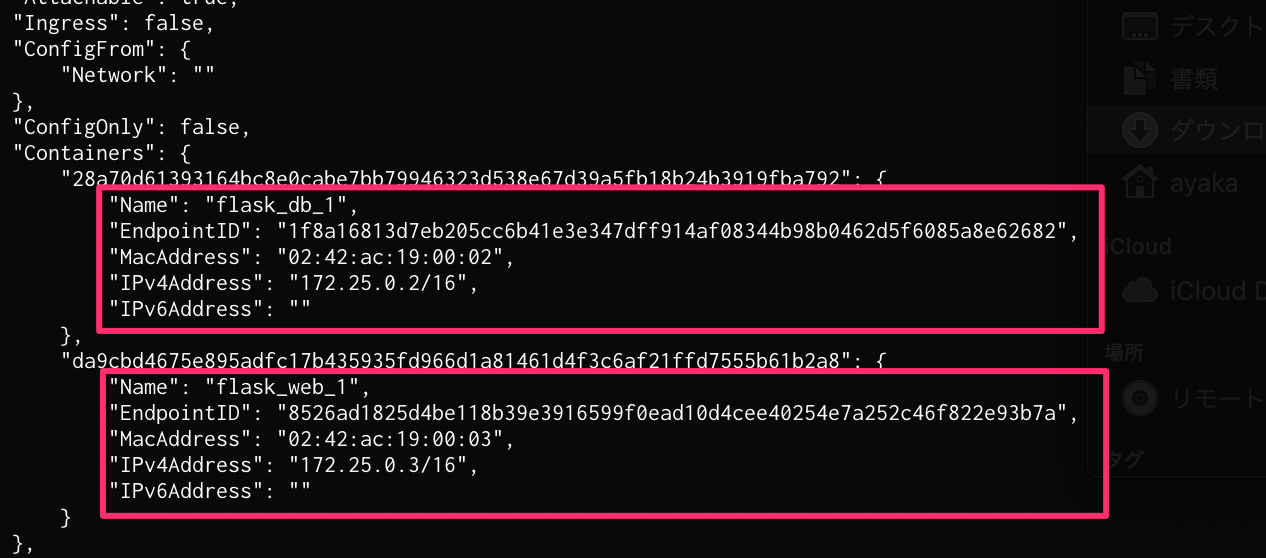 "Attachable": true,
"Ingress": false,
"ConfigFrom": {
    "Network": ""
},
"ConfigOnly": false,
"Containers": {
    "28a70d61393164bc8e0cabe7bb79946323d538e67d39a5fb18b24b3919fba792": {
        "Name": "flask_db_1",
        "EndpointID": "1f8a16813d7eb205cc6b41e3e347dff914af08344b98b0462d5f6085a8e62682",
        "MacAddress": "02:42:ac:19:00:02",
        "IPv4Address": "172.25.0.2/16",
        "IPv6Address": ""
    },
    "da9cbd4675e895adfc17b435935fd966d1a81461d4f3c6af21ffd7555b61b2a8": {
        "Name": "flask_web_1",
        "EndpointID": "8526ad1825d4be118b39e3916599f0ead10d4cee40254e7a252c46f822e93b7a",
        "MacAddress": "02:42:ac:19:00:03",
        "IPv4Address": "172.25.0.3/16",
        "IPv6Address": ""
    }
},
デスクト
書類
ダウンロ
ayaka
iCloud
iCloud D
場所
リモート
タグ